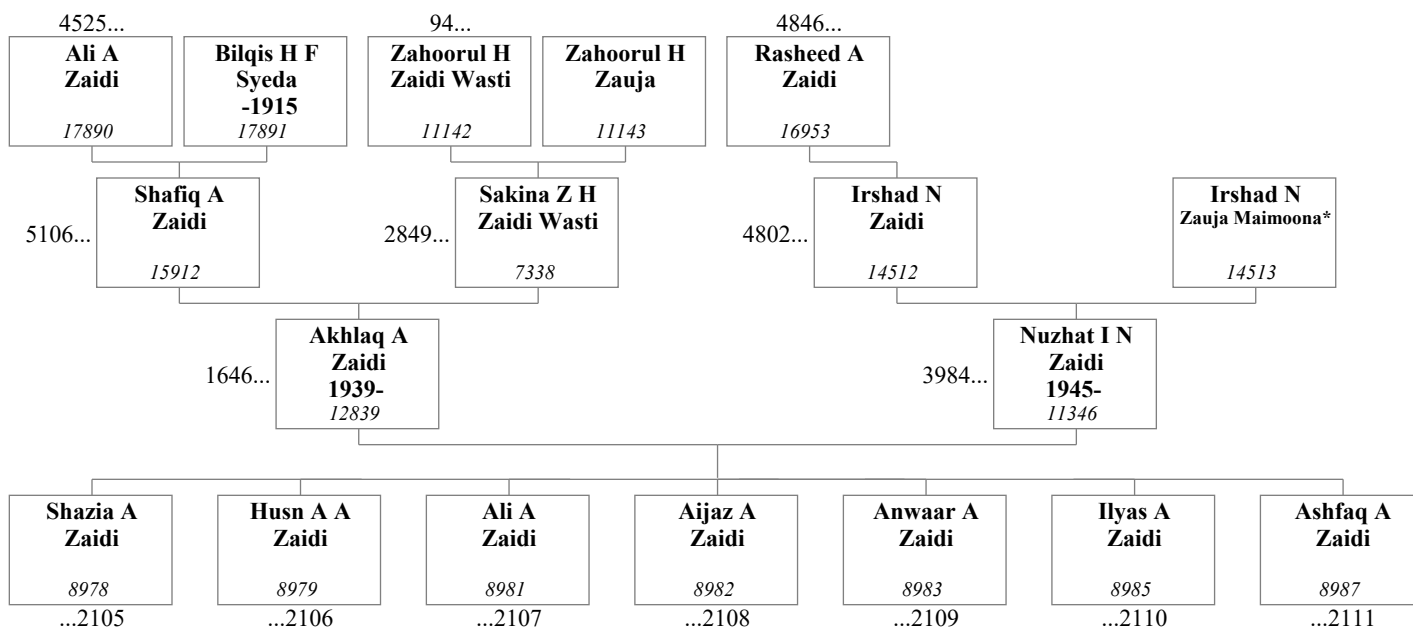 4525...
94...
4846...
Ali A
Zaidi
17890
Bilqis H F
Syeda
-1915
17891
Zahoorul H
Zaidi Wasti
11142
Zahoorul H
Zauja
11143
Rasheed A
Zaidi
16953
5106...
Shafiq A
Zaidi
15912
2849...
Sakina Z H
Zaidi Wasti
7338
4802...
Irshad N
Zaidi
14512
Irshad N
Zauja Maimoona*
14513
1646...
Akhlaq A
Zaidi
1939-
12839
3984...
Nuzhat I N
Zaidi
1945-
11346
Shazia A
Zaidi
8978
...2105
Husn A A
Zaidi
8979
...2106
Ali A
Zaidi
8981
...2107
Aijaz A
Zaidi
8982
...2108
Anwaar A
Zaidi
8983
...2109
Ilyas A
Zaidi
8985
...2110
Ashfaq A
Zaidi
8987
...2111